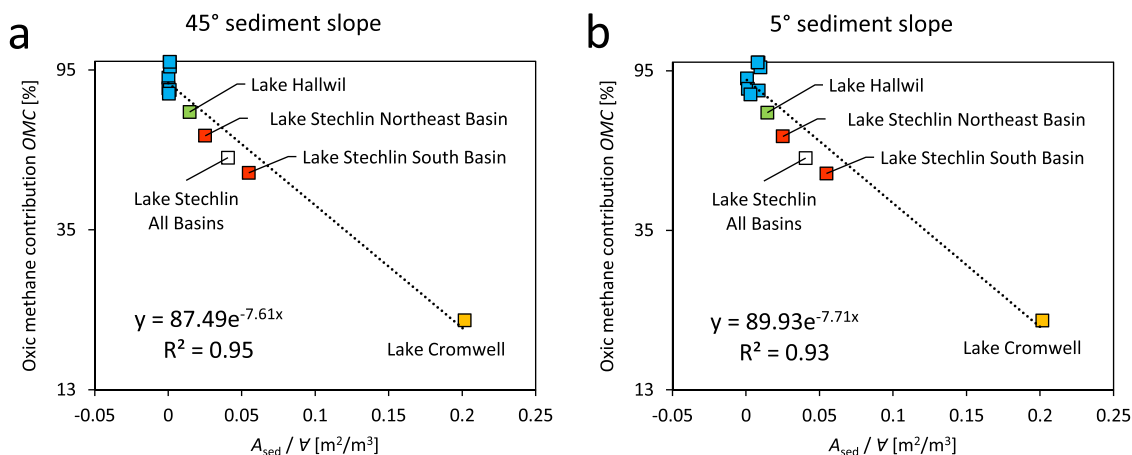 a
45° sediment slope
Oxic methane contribution OMC [%]
95
35
13
Lake Hallwil
Lake Stechlin Northeast Basin
Lake Stechlin South Basin
Lake Stechlin
All Basins
y = 87.49e^-7.61x
R² = 0.95
Lake Cromwell
-0.05 0 0.05 0.1 0.15 0.2 0.25
A_sed / ∀ [m²/m³]
b
5° sediment slope
Oxic methane contribution OMC [%]
95
35
13
Lake Hallwil
Lake Stechlin Northeast Basin
Lake Stechlin South Basin
Lake Stechlin
All Basins
y = 89.93e^-7.71x
R² = 0.93
Lake Cromwell
-0.05 0 0.05 0.1 0.15 0.2 0.25
A_sed / ∀ [m²/m³]